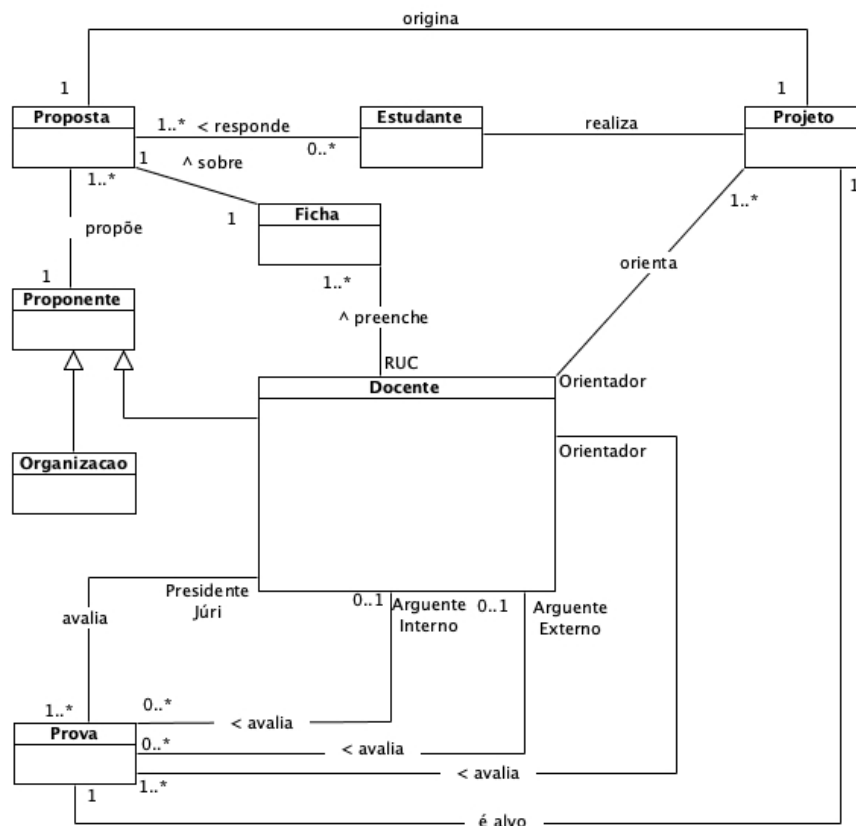 origina
1
1
Proposta
1..*
< responde
0..*
Estudante
realiza
Projeto
1..*
1
^ sobre
1
Ficha
1..*
1
propõe
1
Proponente
1..*
^ preenche
RUC
orienta
Orientador
Docente
Orientador
Organizacao
Presidente
Júri
0..1
Arguente
Interno
0..1
Arguente
Externo
avalia
1..*
0..*
< avalia
Prova
0..*
< avalia
1..*
< avalia
1
é alvo